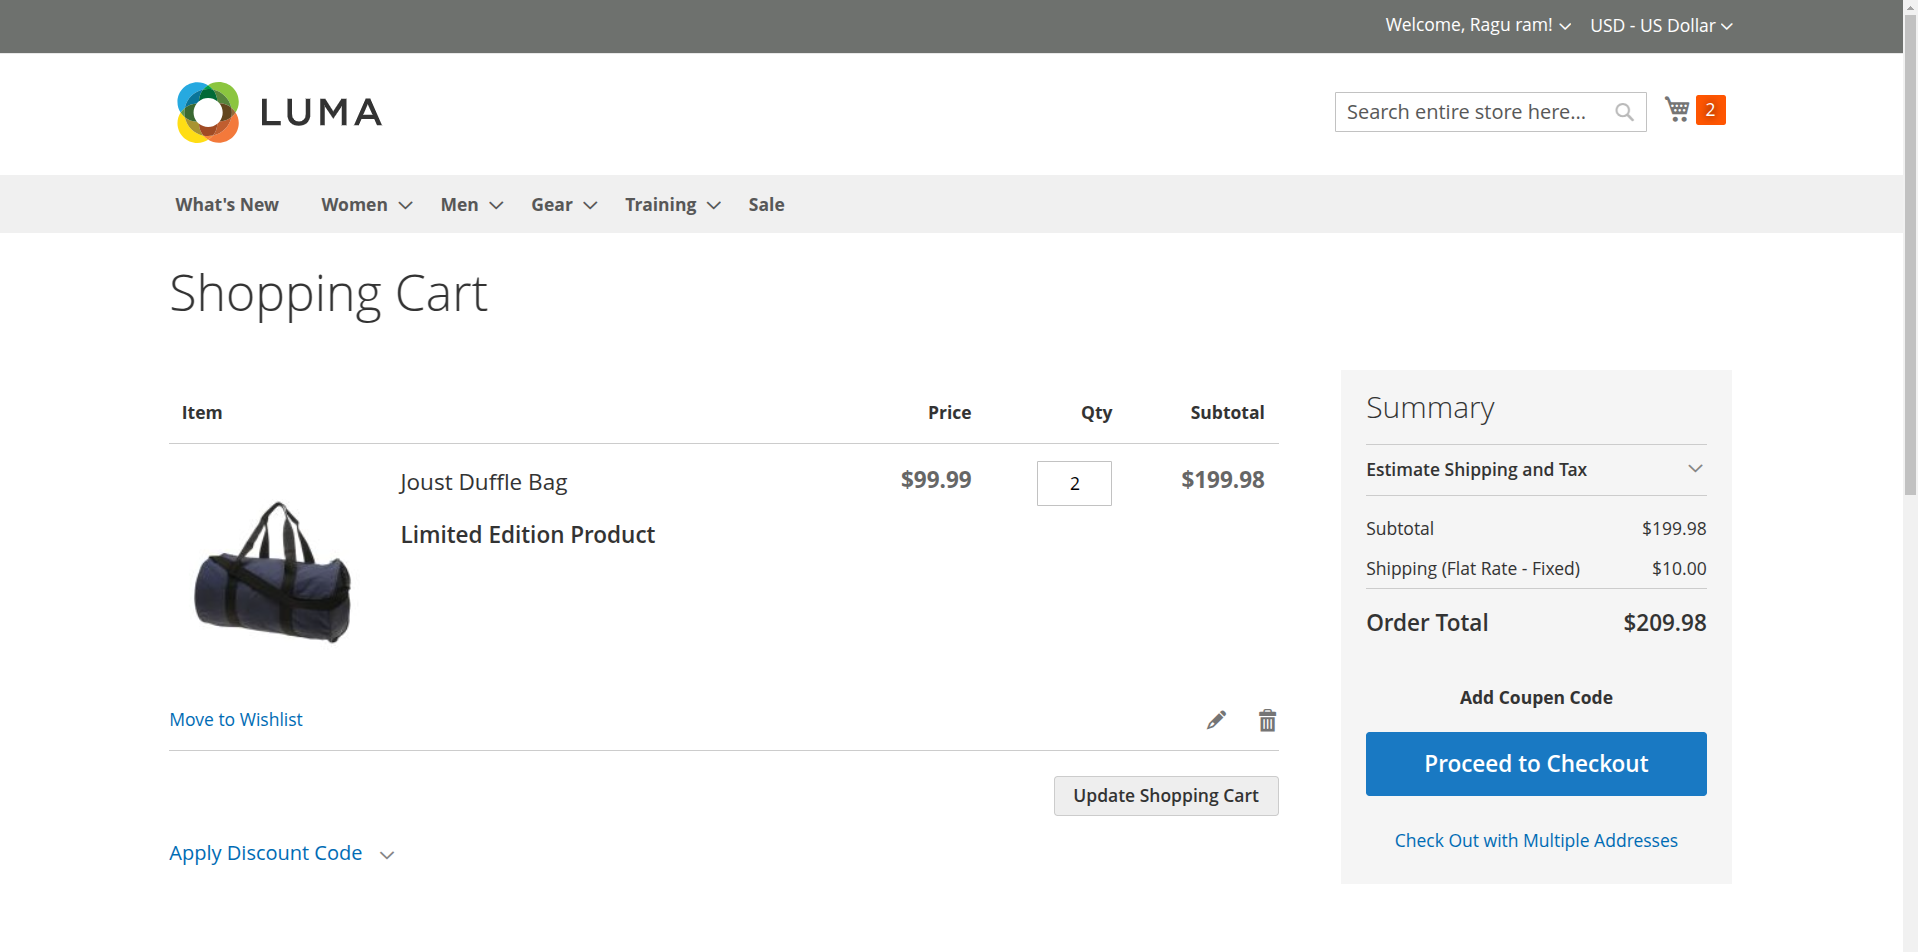 Welcome, Ragu ram! USD - US Dollar
LUMA
Search entire store here... 2
What's New Women Men Gear Training Sale
Shopping Cart
Item Price Qty Subtotal
Joust Duffle Bag $99.99 2 $199.98
Limited Edition Product
Move to Wishlist
Update Shopping Cart
Apply Discount Code
Summary
Estimate Shipping and Tax
Subtotal $199.98
Shipping (Flat Rate - Fixed) $10.00
Order Total $209.98
Add Coupen Code
Proceed to Checkout
Check Out with Multiple Addresses